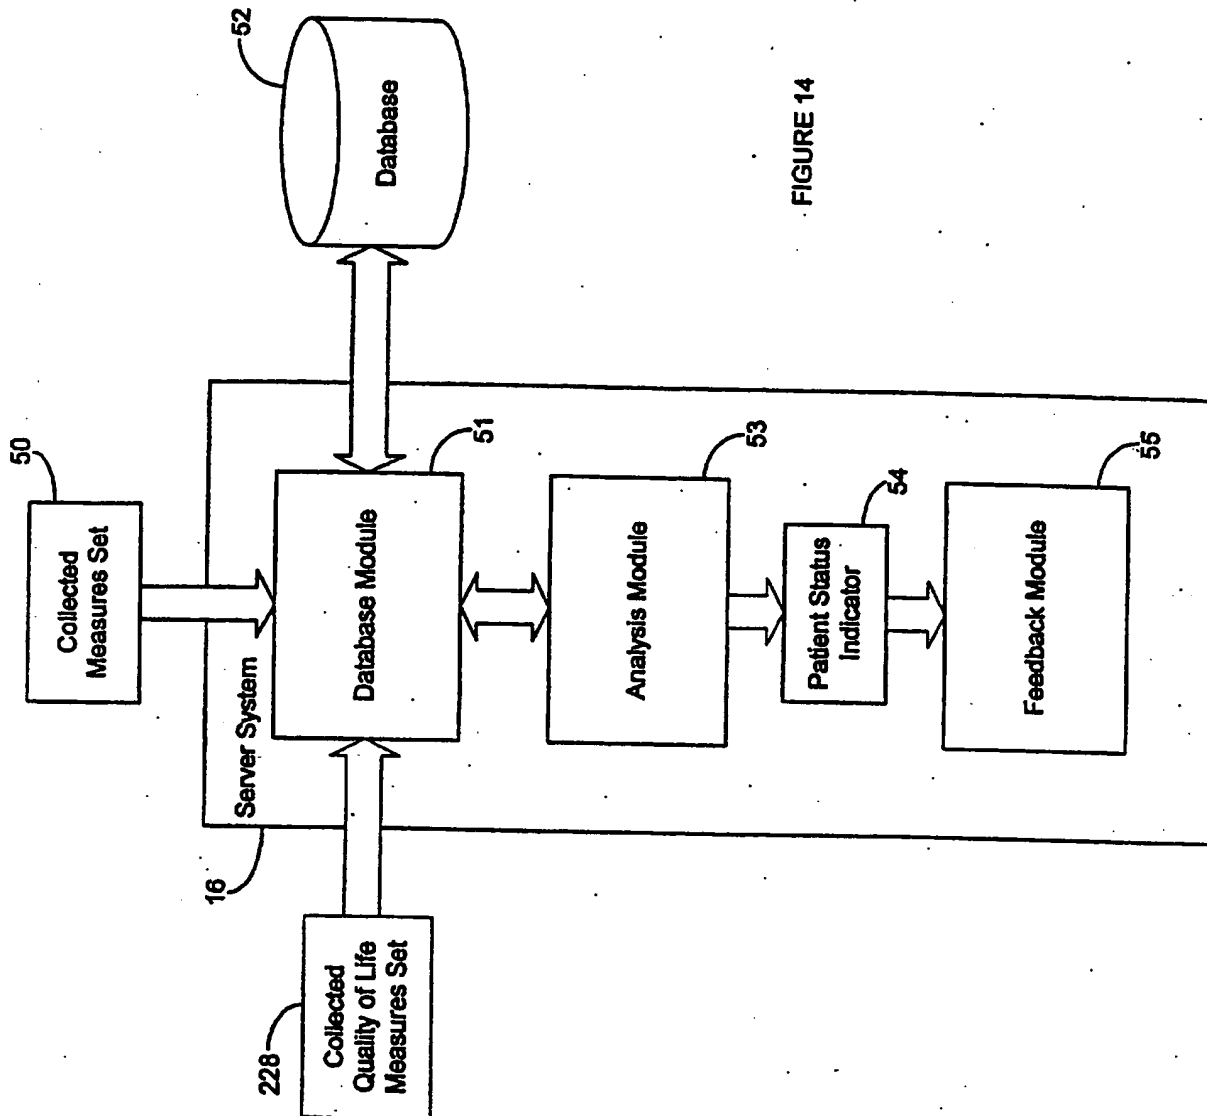 50
Collected
Measures Set
52
Database
Server System
16
Database Module
51
228
Collected
Quality of Life
Measures Set
Analysis Module
53
54
Patient Status
Indicator
Feedback Module
55
FIGURE 14